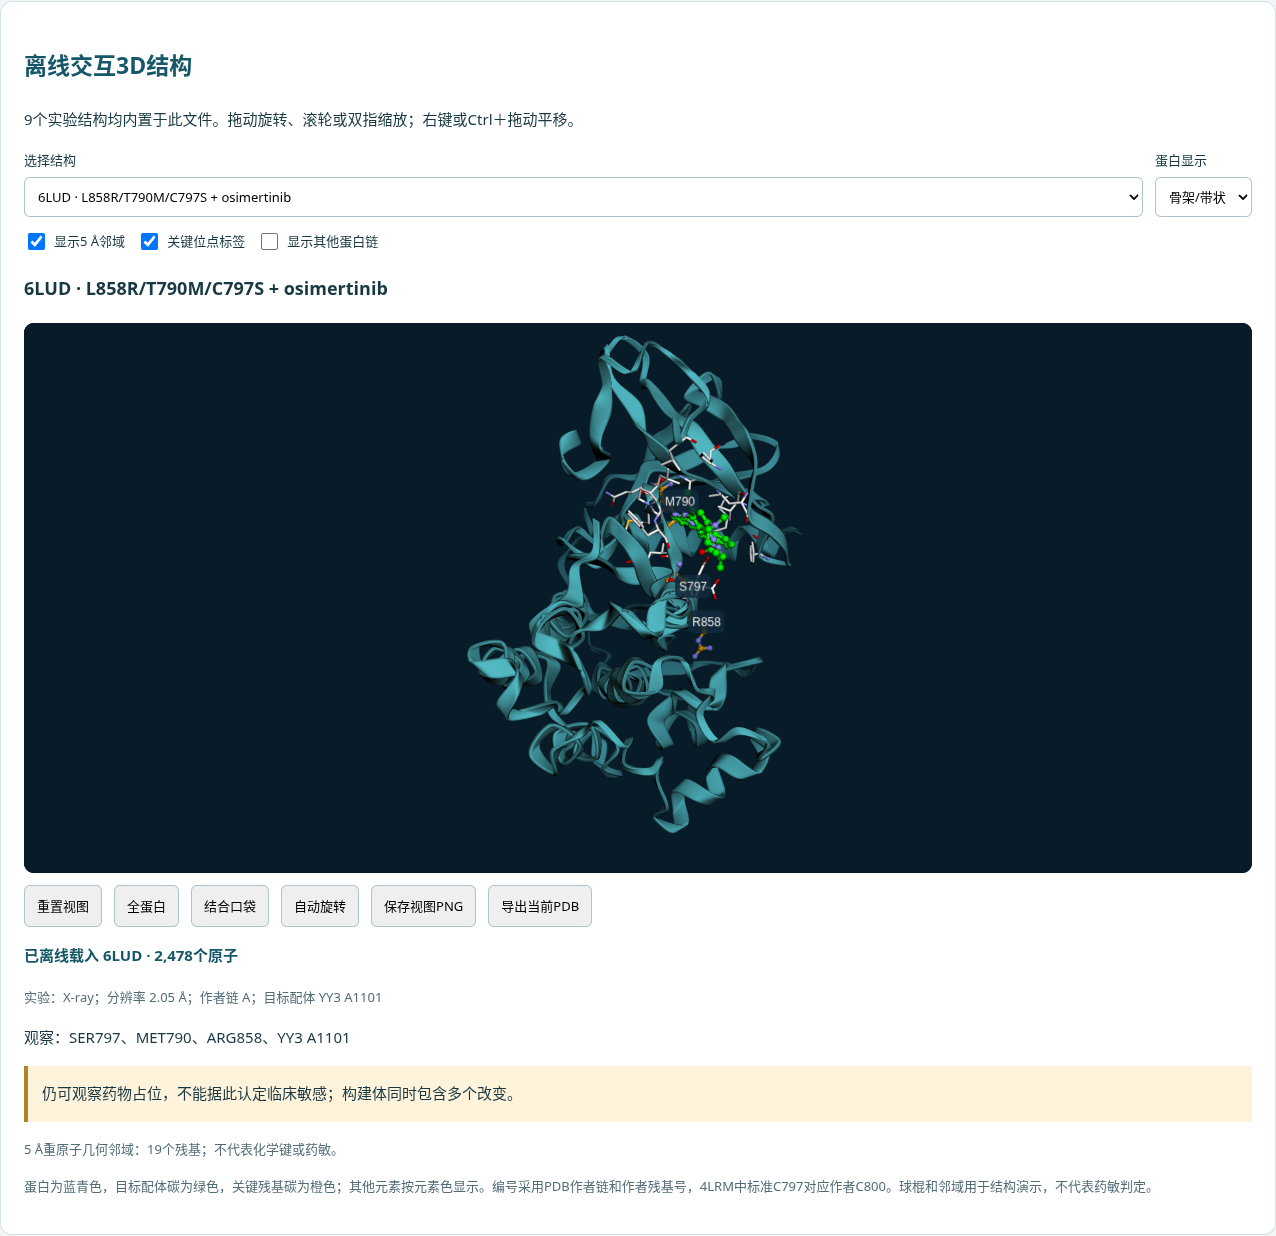 离线交互3D结构
9个实验结构均内置于此文件。拖动旋转、滚轮或双指缩放；右键或Ctrl＋拖动平移。
选择结构
蛋白显示
6LUD · L858R/T790M/C797S + osimertinib
骨架/带状
显示5 Å邻域
关键位点标签
显示其他蛋白链
6LUD · L858R/T790M/C797S + osimertinib
M790
S797
R858
重置视图
全蛋白
结合口袋
自动旋转
保存视图PNG
导出当前PDB
已离线载入 6LUD · 2,478个原子
实验：X-ray；分辨率 2.05 Å；作者链 A；目标配体 YY3 A1101
观察：SER797、MET790、ARG858、YY3 A1101
仍可观察药物占位，不能据此认定临床敏感；构建体同时包含多个改变。
5 Å重原子几何邻域：19个残基；不代表化学键或药敏。
蛋白为蓝青色，目标配体碳为绿色，关键残基碳为橙色；其他元素按元素色显示。编号采用PDB作者链和作者残基号，4LRM中标准C797对应作者C800。球棍和邻域用于结构演示，不代表药敏判定。